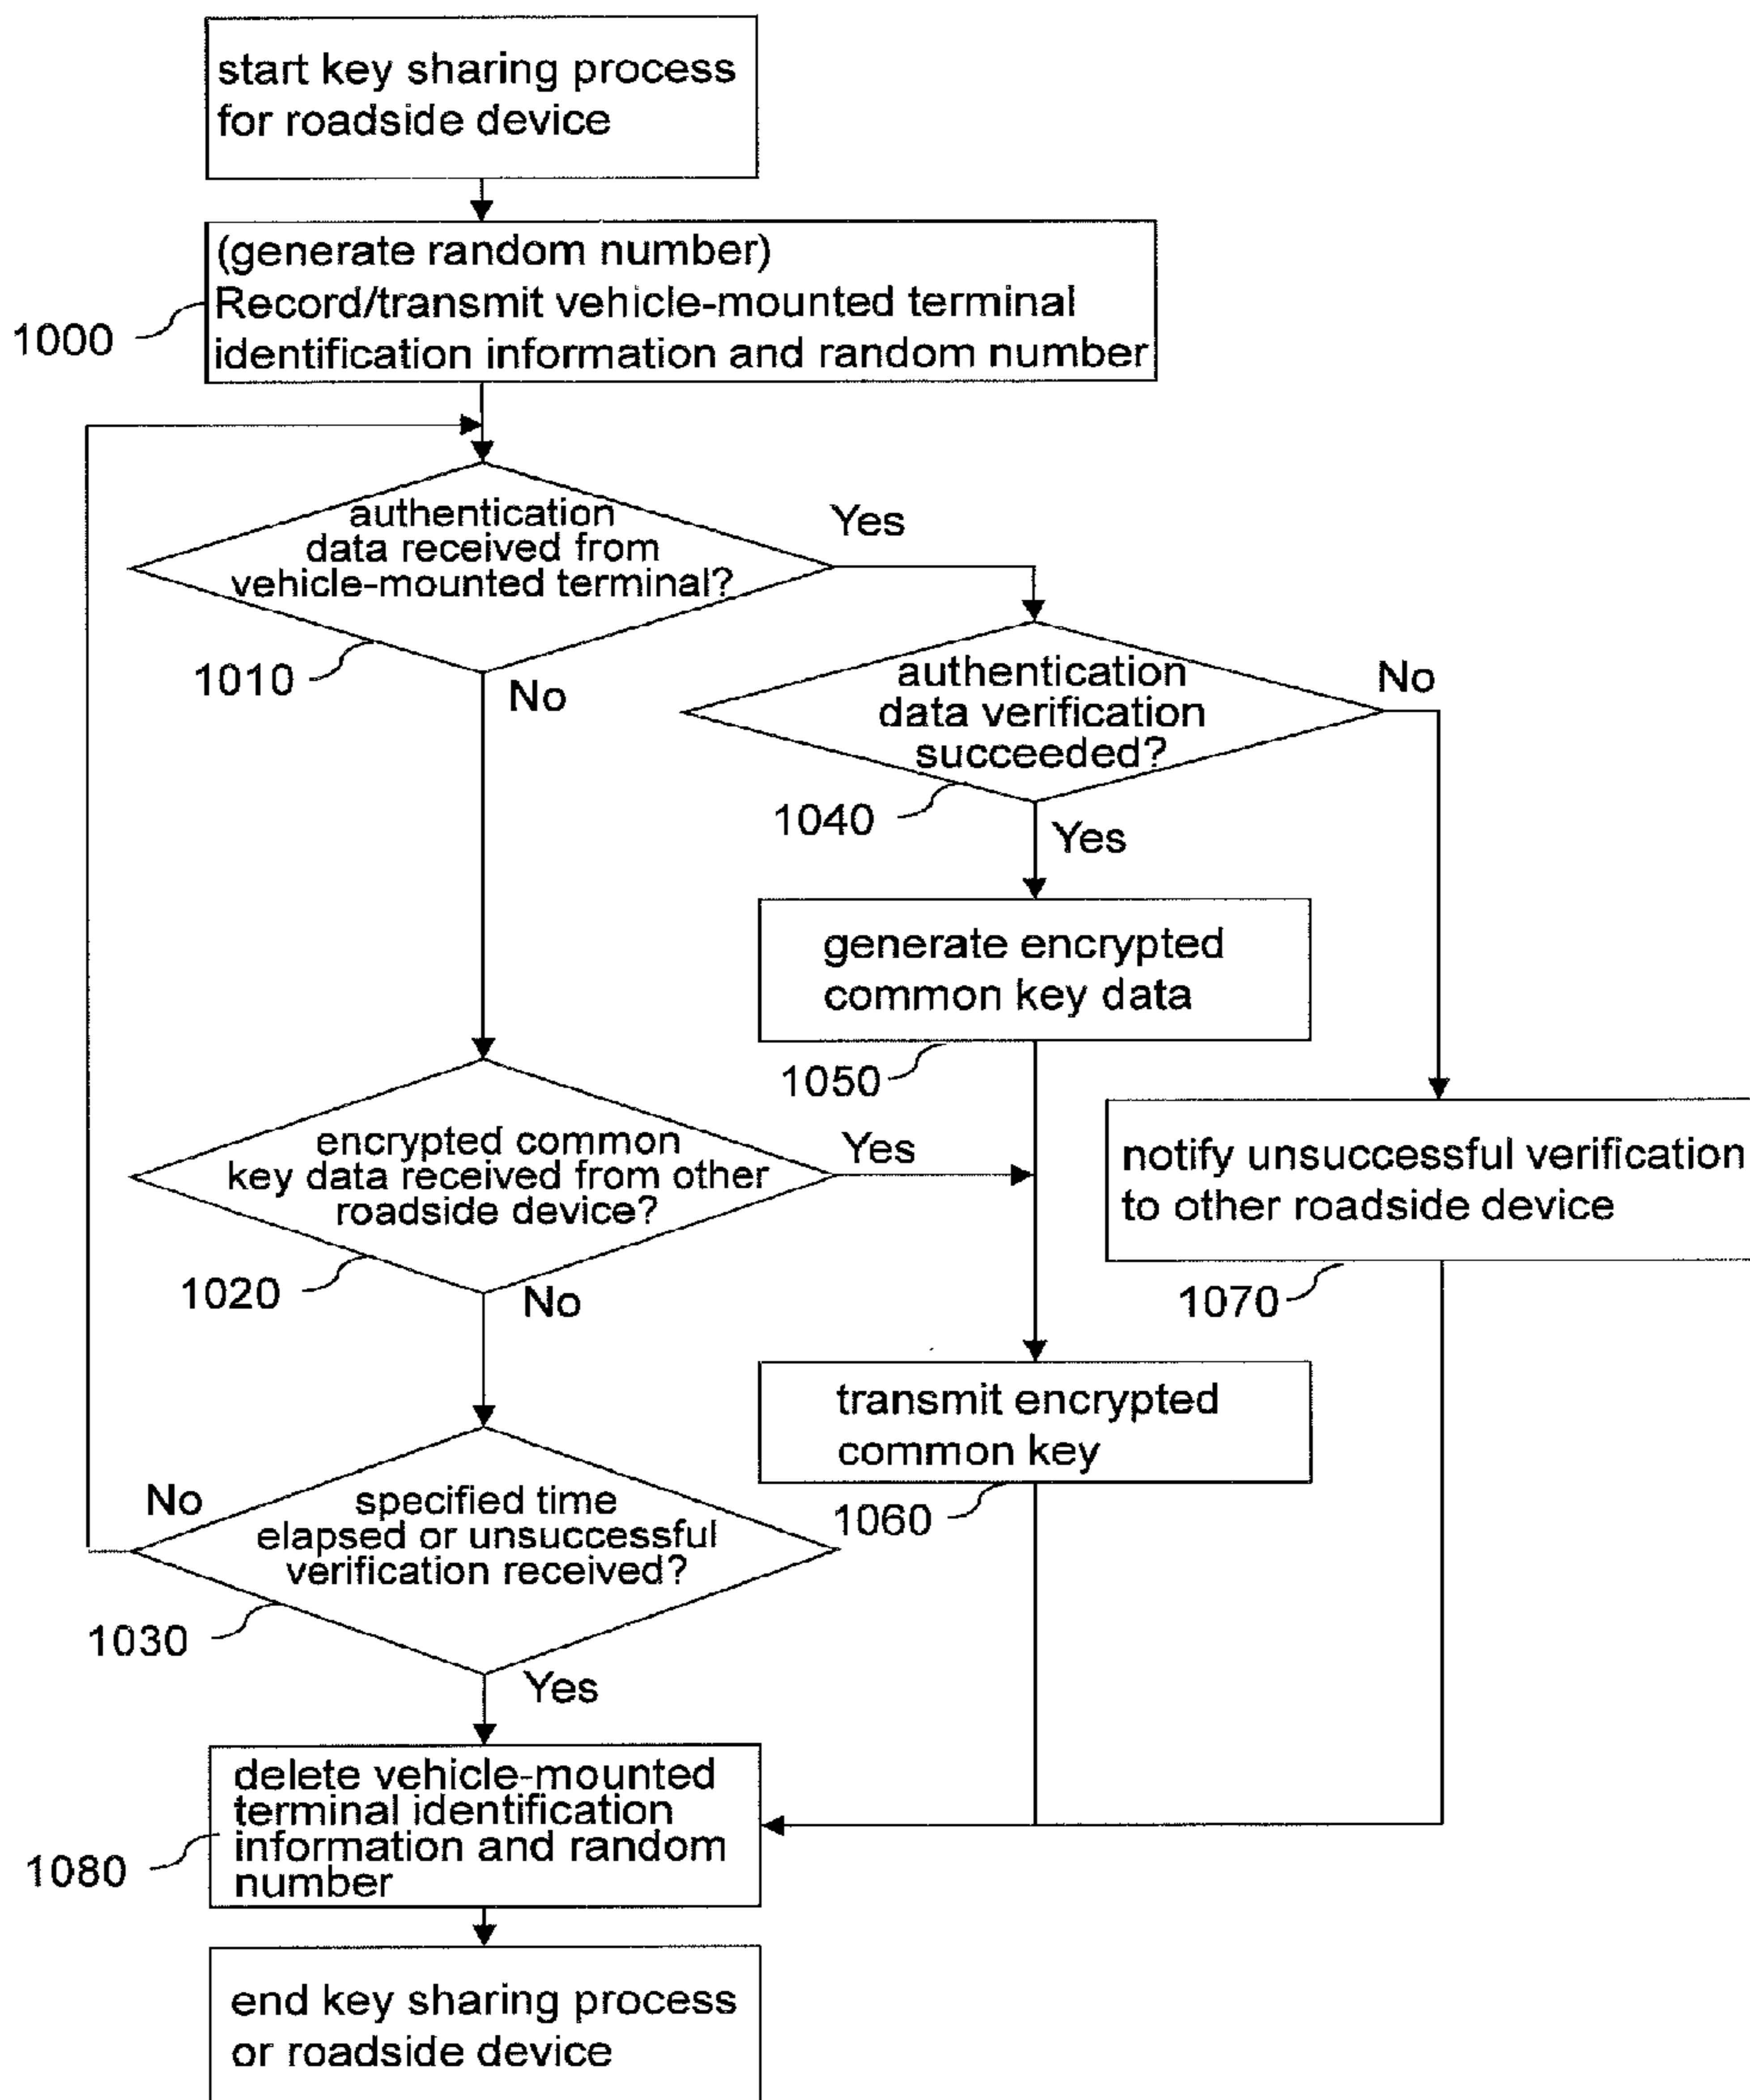 start key sharing process
for roadside device
(generate random number)
Record/transmit vehicle-mounted terminal
identification information and random number
1000
authentication
data received from
vehicle-mounted terminal?
Yes
1010
No
authentication
data verification
succeeded?
No
1040
Yes
generate encrypted
common key data
1050
encrypted common
key data received from other
roadside device?
Yes
1020
No
notify unsuccessful verification
to other roadside device
1070
transmit encrypted
common key
1060
No
specified time
elapsed or unsuccessful
verification received?
1030
Yes
delete vehicle-mounted
terminal identification
information and random
number
1080
end key sharing process
or roadside device